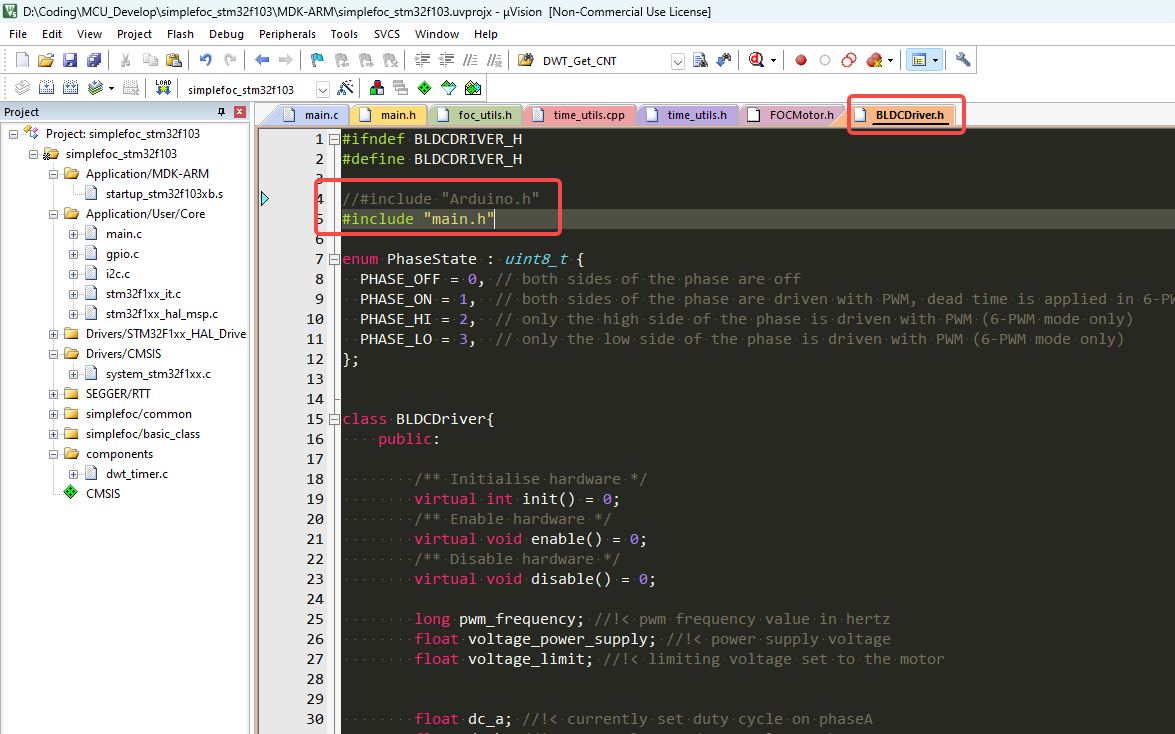 D:\Coding\MCU_Develop\simplefoc_stm32f103\MDK-ARM\simplefoc_stm32f103.uvprojx - µVision  [Non-Commercial Use License]
File Edit View Project Flash Debug Peripherals Tools SVCS Window Help
DWT_Get_CNT
LOAD simplefoc_stm32f103
Project
Project: simplefoc_stm32f103
simplefoc_stm32f103
Application/MDK-ARM
startup_stm32f103xb.s
Application/User/Core
main.c
gpio.c
i2c.c
stm32f1xx_it.c
stm32f1xx_hal_msp.c
Drivers/STM32F1xx_HAL_Drive
Drivers/CMSIS
system_stm32f1xx.c
SEGGER/RTT
simplefoc/common
simplefoc/basic_class
components
dwt_timer.c
CMSIS
main.c main.h foc_utils.h time_utils.cpp time_utils.h FOCMotor.h BLDCDriver.h
1 #ifndef BLDCDRIVER_H
2 #define BLDCDRIVER_H
3
4 //#include "Arduino.h"
5 #include "main.h"
6
7 enum PhaseState : uint8_t {
8 PHASE_OFF = 0, // both sides of the phase are off
9 PHASE_ON = 1, // both sides of the phase are driven with PWM, dead time is applied in 6-PW
10 PHASE_HI = 2, // only the high side of the phase is driven with PWM (6-PWM mode only)
11 PHASE_LO = 3, // only the low side of the phase is driven with PWM (6-PWM mode only)
12 };
13
14
15 class BLDCDriver{
16 public:
17
18 /** Initialise hardware */
19 virtual int init() = 0;
20 /** Enable hardware */
21 virtual void enable() = 0;
22 /** Disable hardware */
23 virtual void disable() = 0;
24
25 long pwm_frequency; //!< pwm frequency value in hertz
26 float voltage_power_supply; //!< power supply voltage
27 float voltage_limit; //!< limiting voltage set to the motor
28
29
30 float dc_a; //!< currently set duty cycle on phaseA